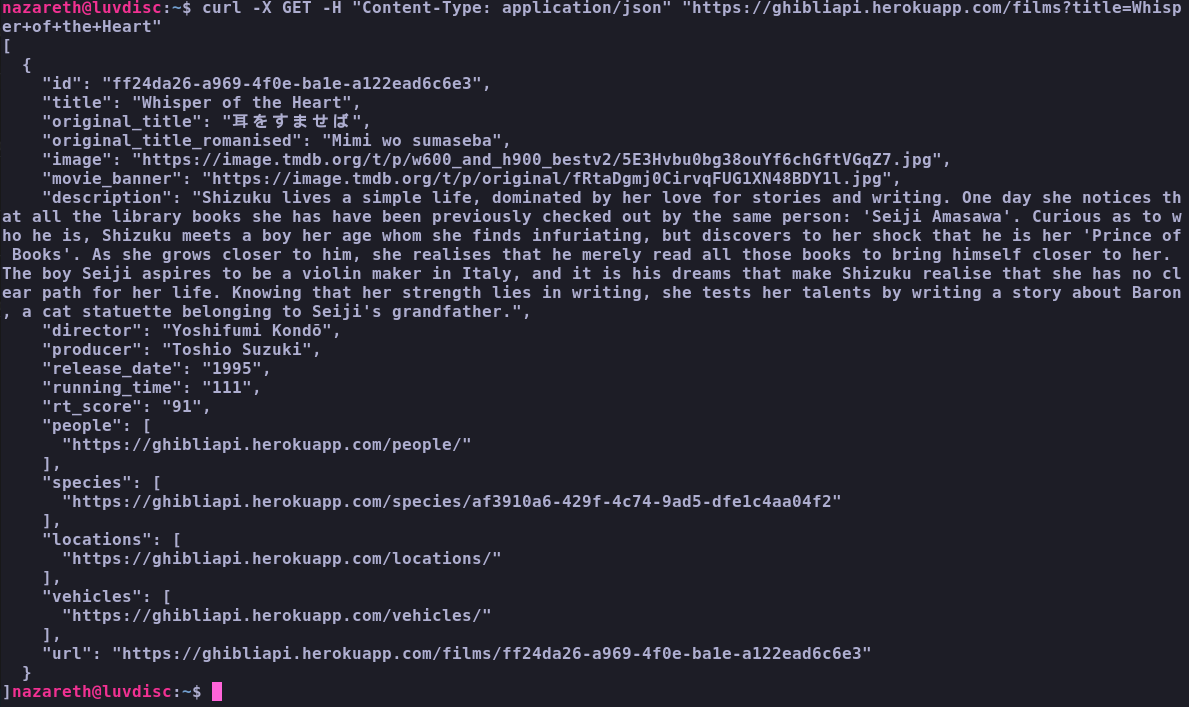 nazareth@luvdisc:~$ curl -X GET -H "Content-Type: application/json" "https://ghibliapi.herokuapp.com/films?title=Whisp
er+of+the+Heart"
[
  {
    "id": "ff24da26-a969-4f0e-ba1e-a122ead6c6e3",
    "title": "Whisper of the Heart",
    "original_title": "耳をすませば",
    "original_title_romanised": "Mimi wo sumaseba",
    "image": "https://image.tmdb.org/t/p/w600_and_h900_bestv2/5E3Hvbu0bg38ouYf6chGftVGqZ7.jpg",
    "movie_banner": "https://image.tmdb.org/t/p/original/fRtaDgmj0CirvqFUG1XN48BDY1l.jpg",
    "description": "Shizuku lives a simple life, dominated by her love for stories and writing. One day she notices th
at all the library books she has have been previously checked out by the same person: 'Seiji Amasawa'. Curious as to w
ho he is, Shizuku meets a boy her age whom she finds infuriating, but discovers to her shock that he is her 'Prince of
 Books'. As she grows closer to him, she realises that he merely read all those books to bring himself closer to her.
The boy Seiji aspires to be a violin maker in Italy, and it is his dreams that make Shizuku realise that she has no cl
ear path for her life. Knowing that her strength lies in writing, she tests her talents by writing a story about Baron
, a cat statuette belonging to Seiji's grandfather.",
    "director": "Yoshifumi Kondō",
    "producer": "Toshio Suzuki",
    "release_date": "1995",
    "running_time": "111",
    "rt_score": "91",
    "people": [
      "https://ghibliapi.herokuapp.com/people/"
    ],
    "species": [
      "https://ghibliapi.herokuapp.com/species/af3910a6-429f-4c74-9ad5-dfe1c4aa04f2"
    ],
    "locations": [
      "https://ghibliapi.herokuapp.com/locations/"
    ],
    "vehicles": [
      "https://ghibliapi.herokuapp.com/vehicles/"
    ],
    "url": "https://ghibliapi.herokuapp.com/films/ff24da26-a969-4f0e-ba1e-a122ead6c6e3"
  }
]nazareth@luvdisc:~$